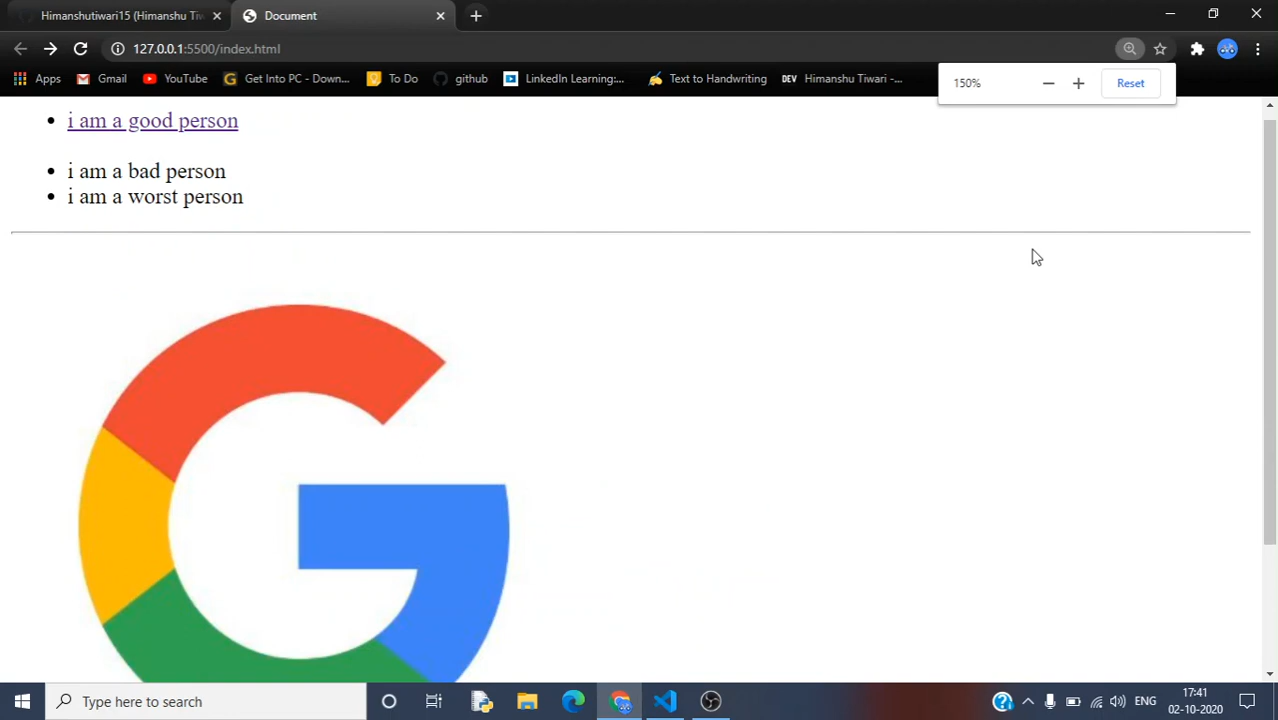 Himanshutiwari15 (Himanshu Tiw
Document
127.0.0.1:5500/index.html
Apps
Gmail
YouTube
Get Into PC - Down...
To Do
github
LinkedIn Learning:...
Text to Handwriting
DEV
Himanshu Tiwari -...
150%
Reset
i am a good person
i am a bad person
i am a worst person
Type here to search
ENG
17:41
02-10-2020